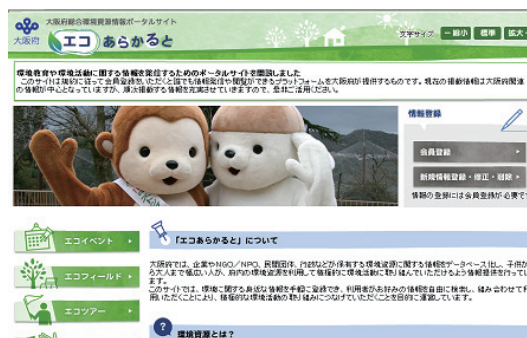 大阪府総合環境資源情報ポータルサイト
大阪府
エコ あらかると
文字サイズ －縮小 標準 拡大
環境教育や環境活動に関する情報を発信するためのポータルサイトを開設しました
このサイトは規約に従って会員登録をいただくと誰でも情報発信や閲覧ができるプラットフォームを大阪府が提供するものです。現在の掲載情報は大阪府関連
の情報が中心となっていますが、順次掲載する情報を充実させていきますので、是非ご活用ください。
情報登録
会員登録
新規情報登録・修正・削除
情報の登録には会員登録が必要で
エコイベント
エコフィールド
エコツアー
「エコあらかると」について
大阪府では、企業やNGO／NPO、民間団体、行政などが保有する環境資源に関する情報をデータベース化し、子供か
ら大人まで幅広い人が、府内の環境資源を利用して積極的に環境活動に取り組んでいただけるよう情報提供を行ってい
ます。
このサイトでは、環境に関する身近な情報を手軽に登録でき、利用者がお好みの情報を自由に検索し、組み合わせて利
用いただくことにより、積極的な環境活動の取り組みにつなげていただくことを目的に運営しています。
環境資源とは？